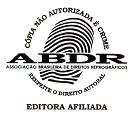 CÓPIA NÃO AUTORIZADA É CRIME
ABDR
ASSOCIAÇÃO BRASILEIRA DE DIREITOS REPROGRÁFICOS
RESPEITE O DIREITO AUTORAL
EDITORA AFILIADA